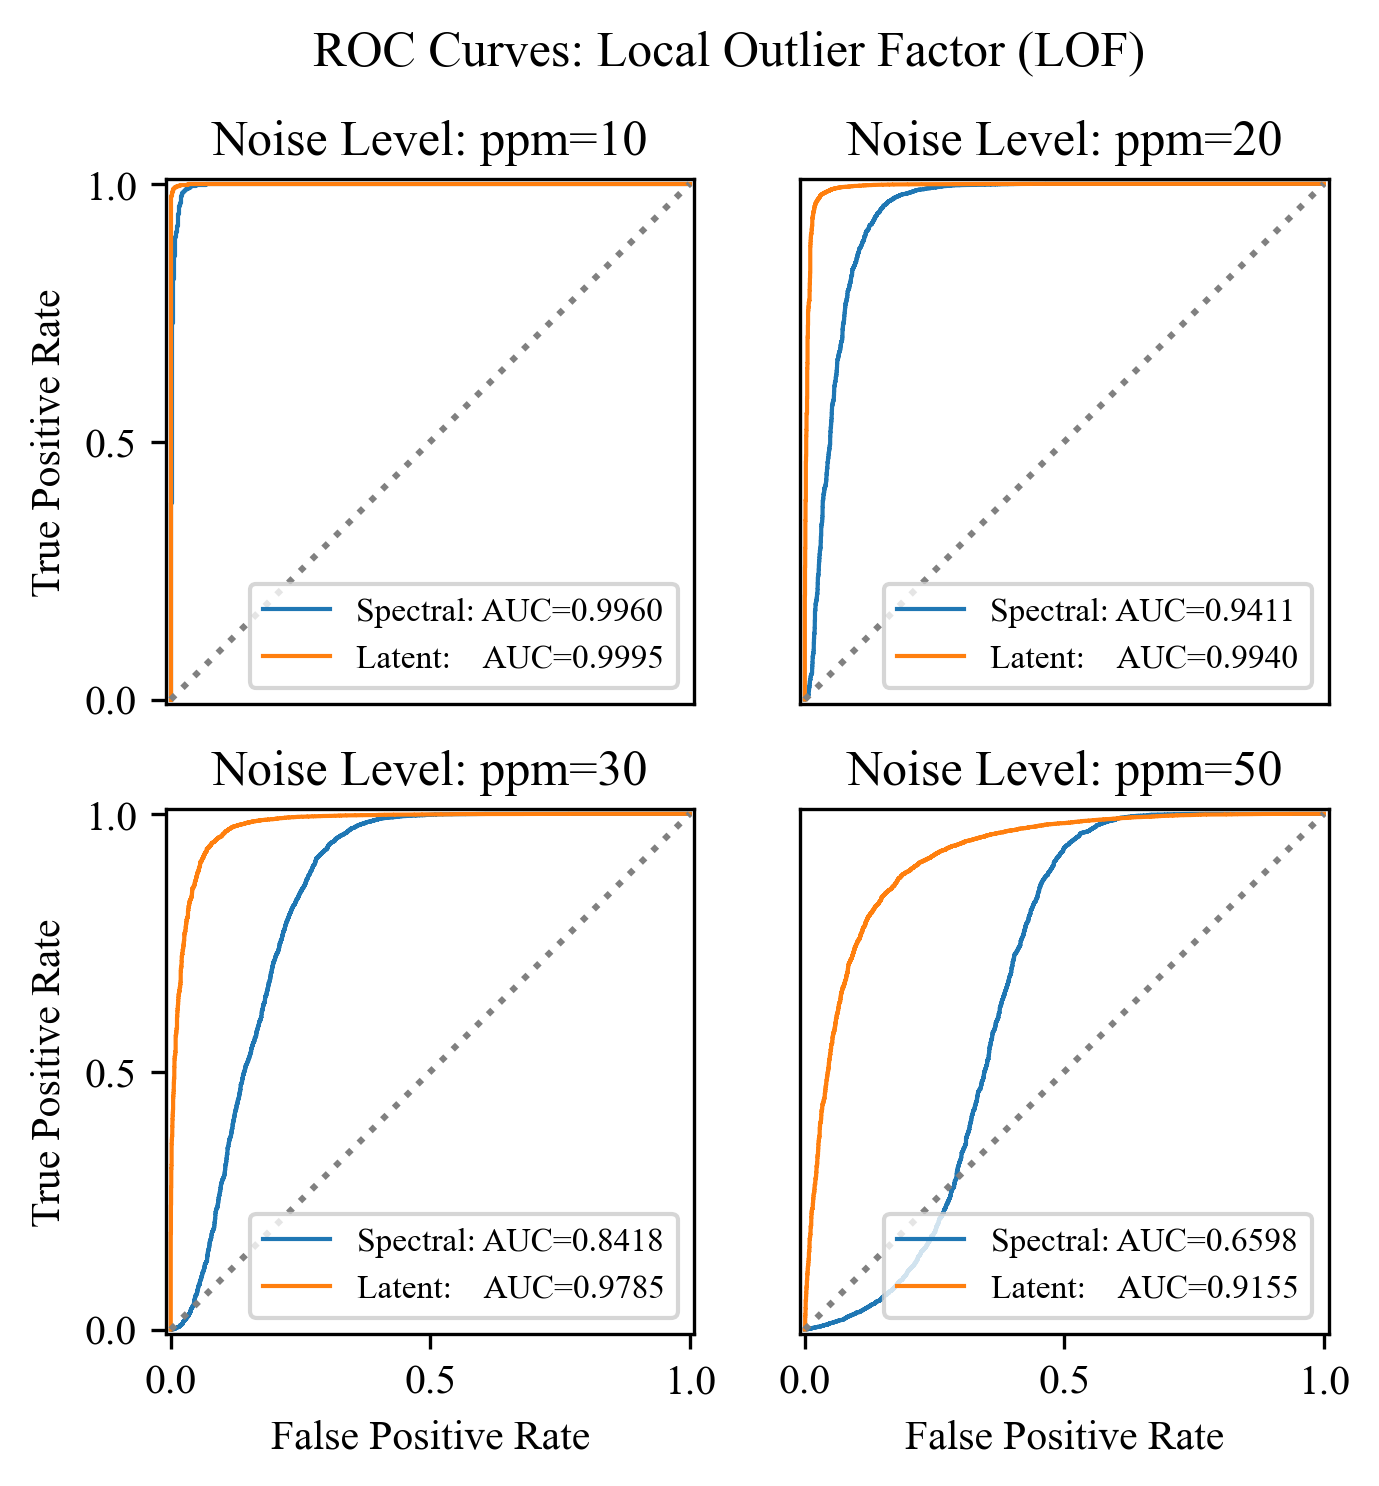 ROC Curves: Local Outlier Factor (LOF)
Noise Level: ppm=10
1.0
0.5
0.0
True Positive Rate
Spectral: AUC=0.9960
Latent: AUC=0.9995
Noise Level: ppm=20
Spectral: AUC=0.9411
Latent: AUC=0.9940
Noise Level: ppm=30
1.0
0.5
0.0
True Positive Rate
Spectral: AUC=0.8418
Latent: AUC=0.9785
0.0 0.5 1.0
False Positive Rate
Noise Level: ppm=50
Spectral: AUC=0.6598
Latent: AUC=0.9155
0.0 0.5 1.0
False Positive Rate